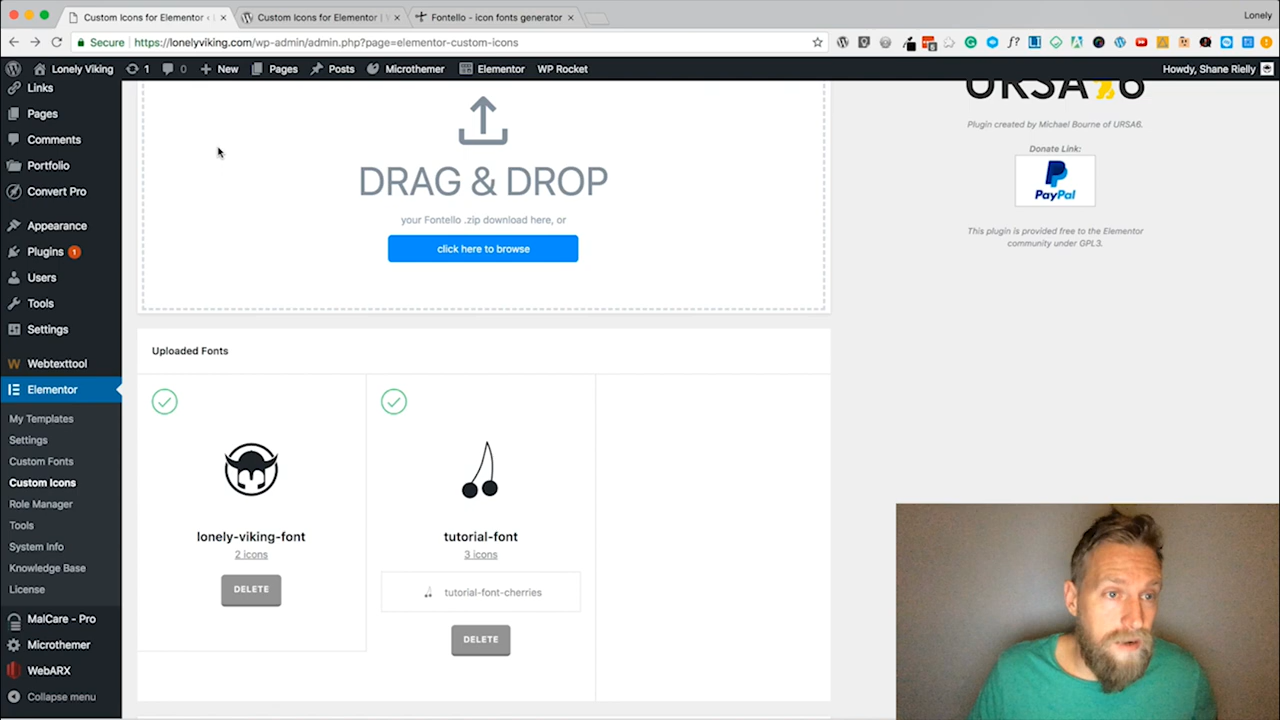 Custom Icons for Elementor ‹ L
Custom Icons for Elementor | W
Fontello - icon fonts generator
Lonely
Secure
https://lonelyviking.com/wp-admin/admin.php?page=elementor-custom-icons
Lonely Viking
1
0
New
Pages
Posts
Microthemer
Elementor
WP Rocket
Howdy, Shane Rielly
Links
Pages
Comments
Portfolio
Convert Pro
Appearance
Plugins 1
Users
Tools
Settings
Webtexttool
Elementor
My Templates
Settings
Custom Fonts
Custom Icons
Role Manager
Tools
System Info
Knowledge Base
License
MalCare - Pro
Microthemer
WebARX
Collapse menu
DRAG & DROP
your Fontello .zip download here, or
click here to browse
Uploaded Fonts
lonely-viking-font
2 icons
DELETE
tutorial-font
3 icons
tutorial-font-cherries
DELETE
URSA6
Plugin created by Michael Bourne of URSA6.
Donate Link:
PayPal
This plugin is provided free to the Elementor
community under GPL3.